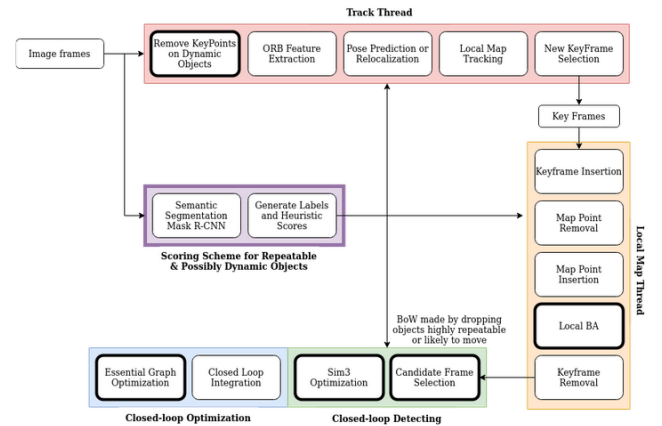 Track Thread
Image frames
Remove KeyPoints
on Dynamic
Objects
ORB Feature
Extraction
Pose Prediction or
Relocalization
Local Map
Tracking
New KeyFrame
Selection
Key Frames
Keyframe Insertion
Map Point
Removal
Map Point
Insertion
Local BA
Keyframe
Removal
Local Map Thread
Semantic
Segmentation
Mask R-CNN
Generate Labels
and Heuristic
Scores
Scoring Scheme for Repeatable
& Possibly Dynamic Objects
BoW made by dropping
objects highly repeatable
or likely to move
Essential Graph
Optimization
Closed Loop
Integration
Sim3
Optimization
Candidate Frame
Selection
Closed-loop Optimization
Closed-loop Detecting